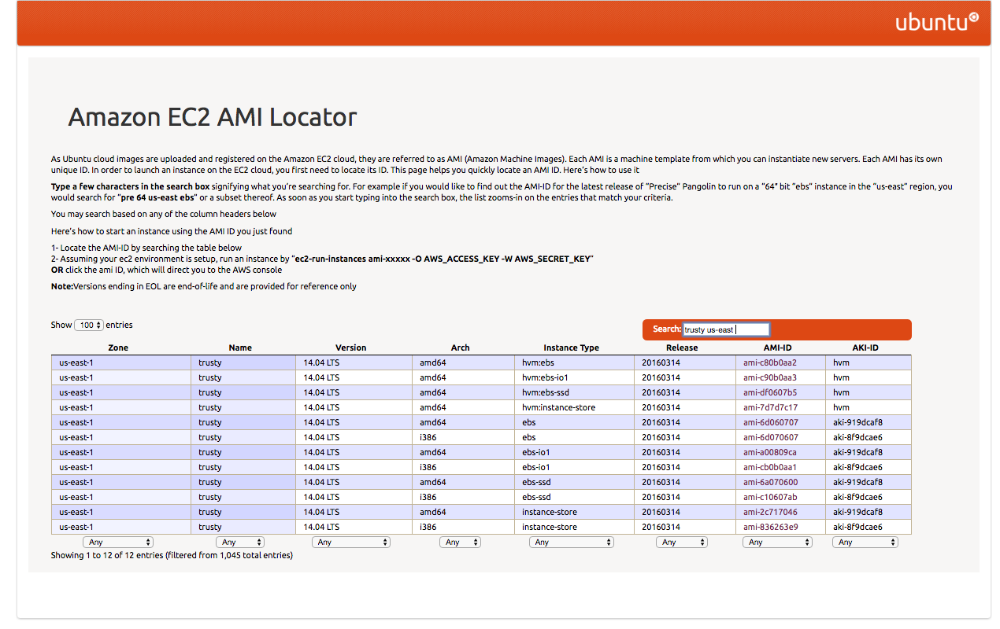 ubuntu
Amazon EC2 AMI Locator
As Ubuntu cloud images are uploaded and registered on the Amazon EC2 cloud, they are referred to as AMI (Amazon Machine Images). Each AMI is a machine template from which you can instantiate new servers. Each AMI has its own
unique ID. In order to launch an instance on the EC2 cloud, you first need to locate its ID. This page helps you quickly locate an AMI ID. Here's how to use it
Type a few characters in the search box signifying what you're searching for. For example if you would like to find out the AMI-ID for the latest release of "Precise" Pangolin to run on a "64" bit "ebs" instance in the "us-east" region, you
would search for "pre 64 us-east ebs" or a subset thereof. As soon as you start typing into the search box, the list zooms-in on the entries that match your criteria.
You may search based on any of the column headers below
Here's how to start an instance using the AMI ID you just found
1- Locate the AMI-ID by searching the table below
2- Assuming your ec2 environment is setup, run an instance by "ec2-run-instances ami-xxxxx -O AWS_ACCESS_KEY -W AWS_SECRET_KEY"
OR click the ami ID, which will direct you to the AWS console
Note:Versions ending in EOL are end-of-life and are provided for reference only
Show 100 entries Search: trusty us-east
Zone Name Version Arch Instance Type Release AMI-ID AKI-ID
us-east-1 trusty 14.04 LTS amd64 hvm:ebs 20160314 ami-c80b0aa2 hvm
us-east-1 trusty 14.04 LTS amd64 hvm:ebs-io1 20160314 ami-c90b0aa3 hvm
us-east-1 trusty 14.04 LTS amd64 hvm:ebs-ssd 20160314 ami-df0607b5 hvm
us-east-1 trusty 14.04 LTS amd64 hvm:instance-store 20160314 ami-7d7d7c17 hvm
us-east-1 trusty 14.04 LTS amd64 ebs 20160314 ami-6d060707 aki-919dcaf8
us-east-1 trusty 14.04 LTS i386 ebs 20160314 ami-6d070607 aki-8f9dcae6
us-east-1 trusty 14.04 LTS amd64 ebs-io1 20160314 ami-a00809ca aki-919dcaf8
us-east-1 trusty 14.04 LTS i386 ebs-io1 20160314 ami-cb0b0aa1 aki-8f9dcae6
us-east-1 trusty 14.04 LTS amd64 ebs-ssd 20160314 ami-6a070600 aki-919dcaf8
us-east-1 trusty 14.04 LTS i386 ebs-ssd 20160314 ami-c10607ab aki-8f9dcae6
us-east-1 trusty 14.04 LTS amd64 instance-store 20160314 ami-2c717046 aki-919dcaf8
us-east-1 trusty 14.04 LTS i386 instance-store 20160314 ami-836263e9 aki-8f9dcae6
Any Any Any Any Any Any Any Any
Showing 1 to 12 of 12 entries (filtered from 1,045 total entries)